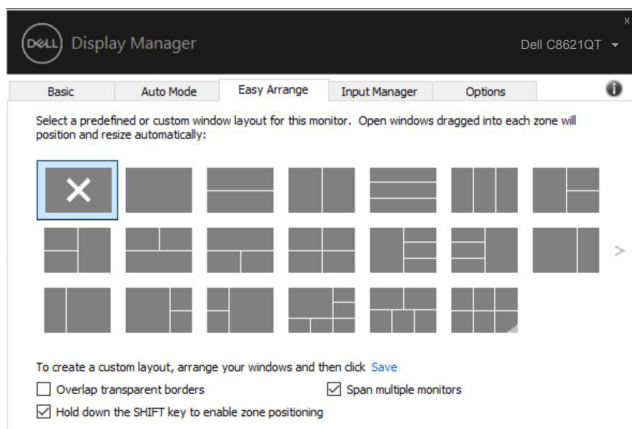 x
DELL Display Manager Dell C8621QT
Basic Auto Mode Easy Arrange Input Manager Options
Select a predefined or custom window layout for this monitor. Open windows dragged into each zone will
position and resize automatically:
To create a custom layout, arrange your windows and then click Save
Overlap transparent borders Span multiple monitors
Hold down the SHIFT key to enable zone positioning